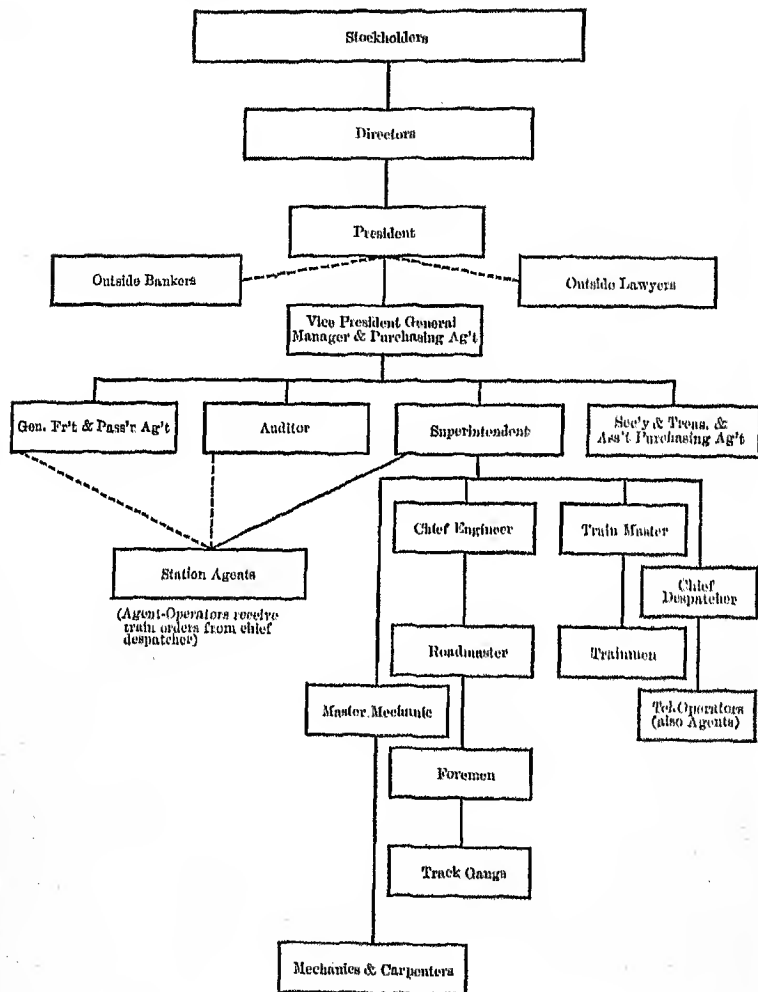 Stockholders
Directors
President
Outside Bankers
Outside Lawyers
Vice President General
Manager & Purchasing Ag't
Gen. Fr't & Pass'r. Ag't
Auditor
Superintendent
Sec'y & Treas. &
Ass't Purchasing Ag't
Chief Engineer
Train Master
Station Agents
(Agent-Operators receive
train orders from chief
despatcher)
Chief
Despatcher
Roadmaster
Trainmen
Master Mechanic
Tel. Operators
(also Agents)
Foremen
Track Gangs
Mechanics & Carpenters